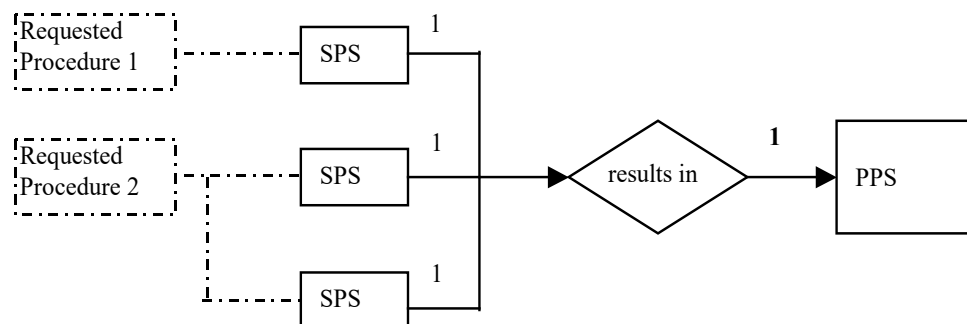 Requested
Procedure 1
SPS
1
Requested
Procedure 2
SPS
1
SPS
1
results in
1
PPS